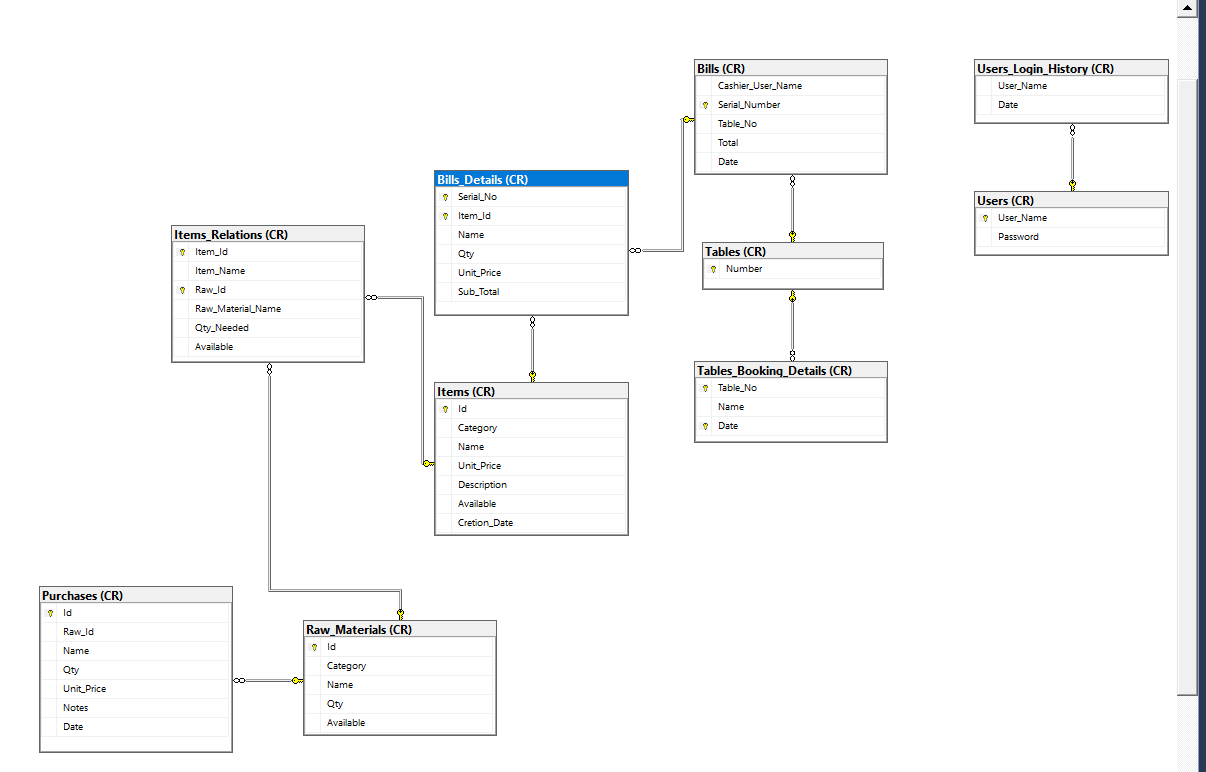 Bills (CR)
Cashier_User_Name
Serial_Number
Table_No
Total
Date
Users_Login_History (CR)
User_Name
Date
Bills_Details (CR)
Serial_No
Item_Id
Name
Qty
Unit_Price
Sub_Total
Users (CR)
User_Name
Password
Items_Relations (CR)
Item_Id
Item_Name
Raw_Id
Raw_Material_Name
Qty_Needed
Available
Tables (CR)
Number
Tables_Booking_Details (CR)
Table_No
Name
Date
Items (CR)
Id
Category
Name
Unit_Price
Description
Available
Cretion_Date
Purchases (CR)
Id
Raw_Id
Name
Qty
Unit_Price
Notes
Date
Raw_Materials (CR)
Id
Category
Name
Qty
Available